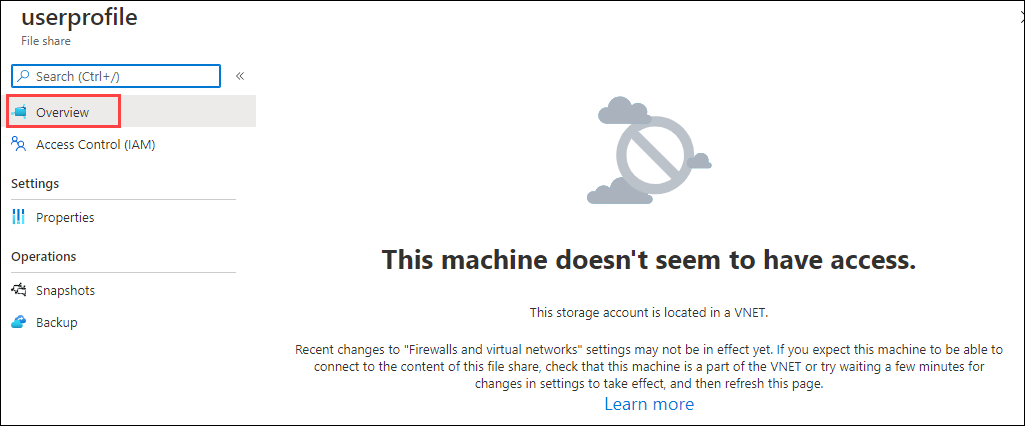 userprofile
File share
Search (Ctrl+/)
«
Overview
Access Control (IAM)
Settings
Properties
Operations
Snapshots
Backup
This machine doesn't seem to have access.
This storage account is located in a VNET.
Recent changes to "Firewalls and virtual networks" settings may not be in effect yet. If you expect this machine to be able to
connect to the content of this file share, check that this machine is a part of the VNET or try waiting a few minutes for
changes in settings to take effect, and then refresh this page.
Learn more